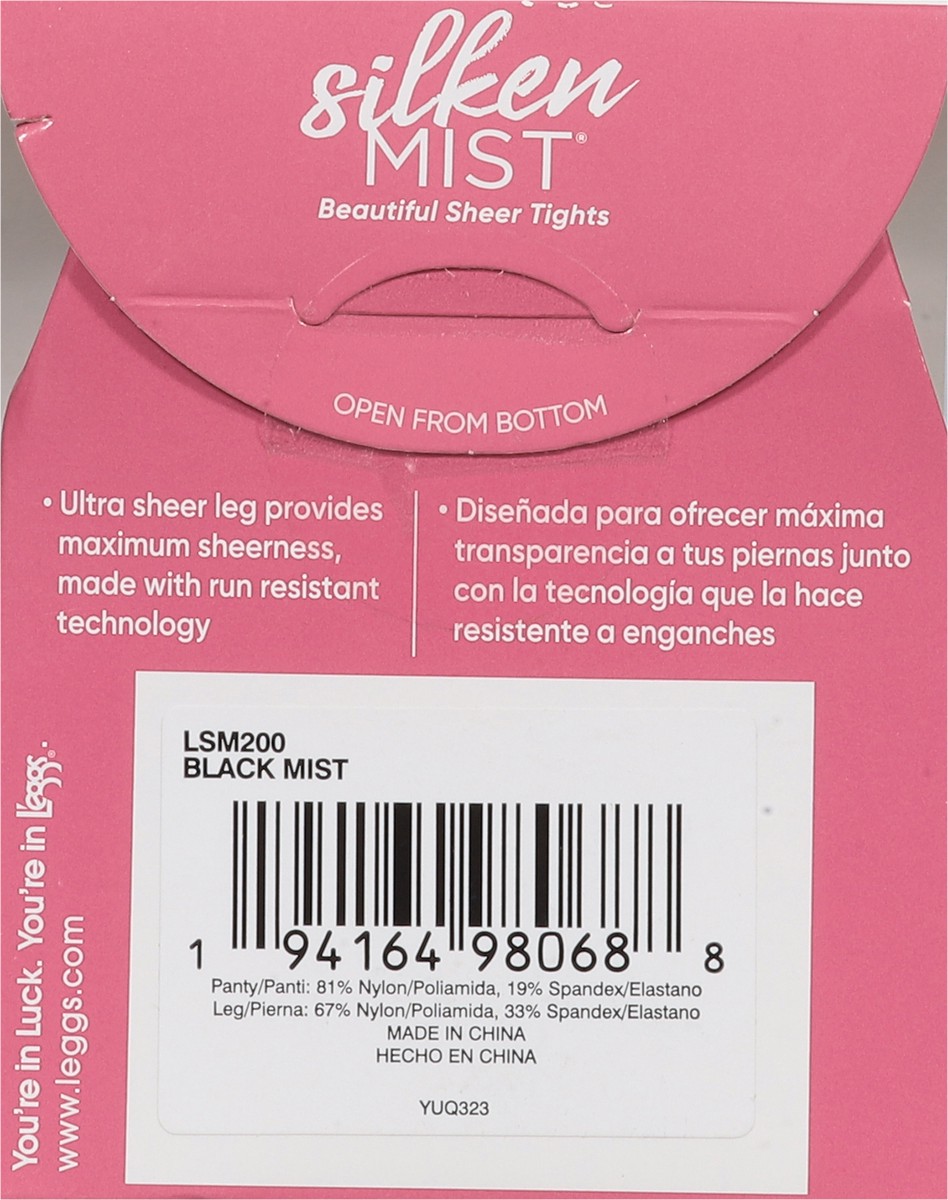 silken
MIST®
Beautiful Sheer Tights
OPEN FROM BOTTOM
• Ultra sheer leg provides
maximum sheerness,
made with run resistant
technology
• Diseñada para ofrecer máxima
transparencia a tus piernas junto
con la tecnología que la hace
resistente a enganches
You're in Luck. You're in L'eggs®.
www.leggs.com
LSM200
BLACK MIST
1 94164 98068 8
Panty/Panti: 81% Nylon/Poliamida, 19% Spandex/Elastano
Leg/Pierna: 67% Nylon/Poliamida, 33% Spandex/Elastano
MADE IN CHINA
HECHO EN CHINA
YUQ323